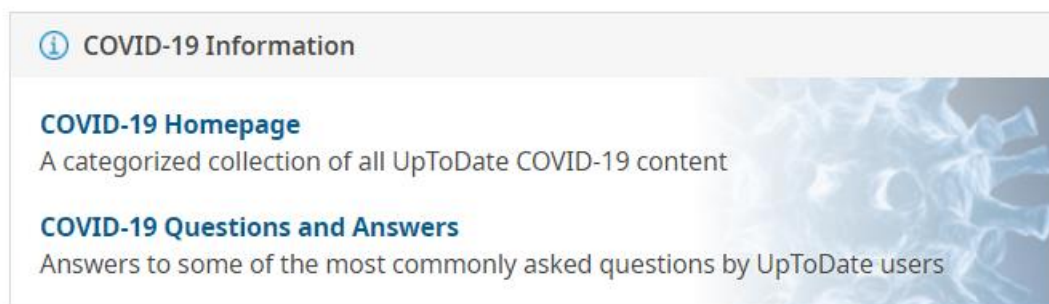 COVID-19 Information
COVID-19 Homepage
A categorized collection of all UpToDate COVID-19 content
COVID-19 Questions and Answers
Answers to some of the most commonly asked questions by UpToDate users